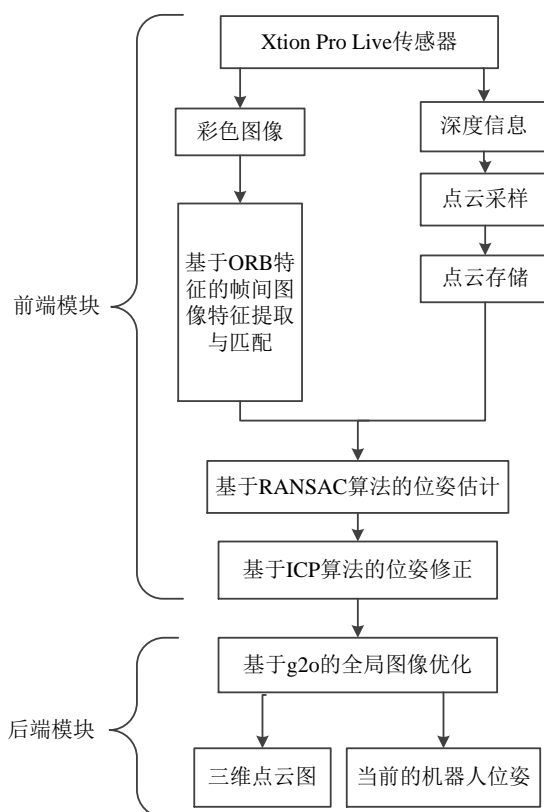 Xtion Pro Live传感器
彩色图像
深度信息
点云采样
基于ORB特
征的帧间图
像特征提取
与匹配
点云存储
前端模块
基于RANSAC算法的位姿估计
基于ICP算法的位姿修正
基于g2o的全局图像优化
后端模块
三维点云图
当前的机器人位姿